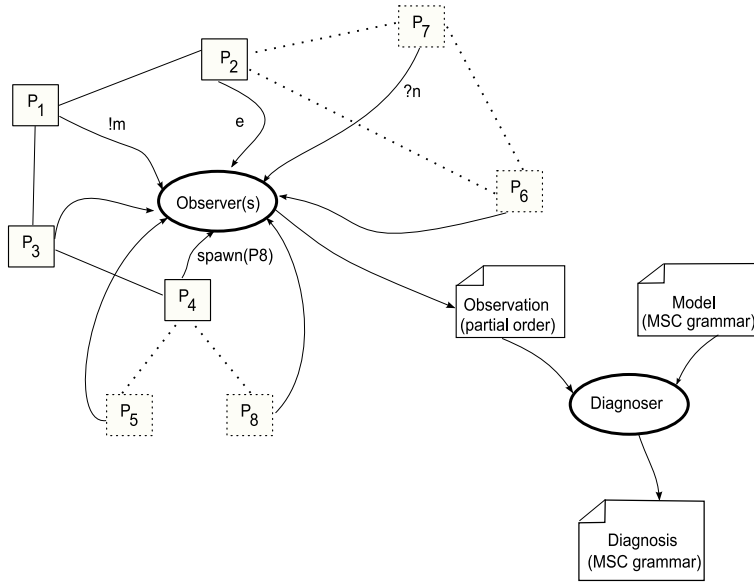 P7
P2
P1
!m
e
?n
P6
Observer(s)
P3
spawn(P8)
P4
Observation
(partial order)
Model
(MSC grammar)
P5
P8
Diagnoser
Diagnosis
(MSC grammar)